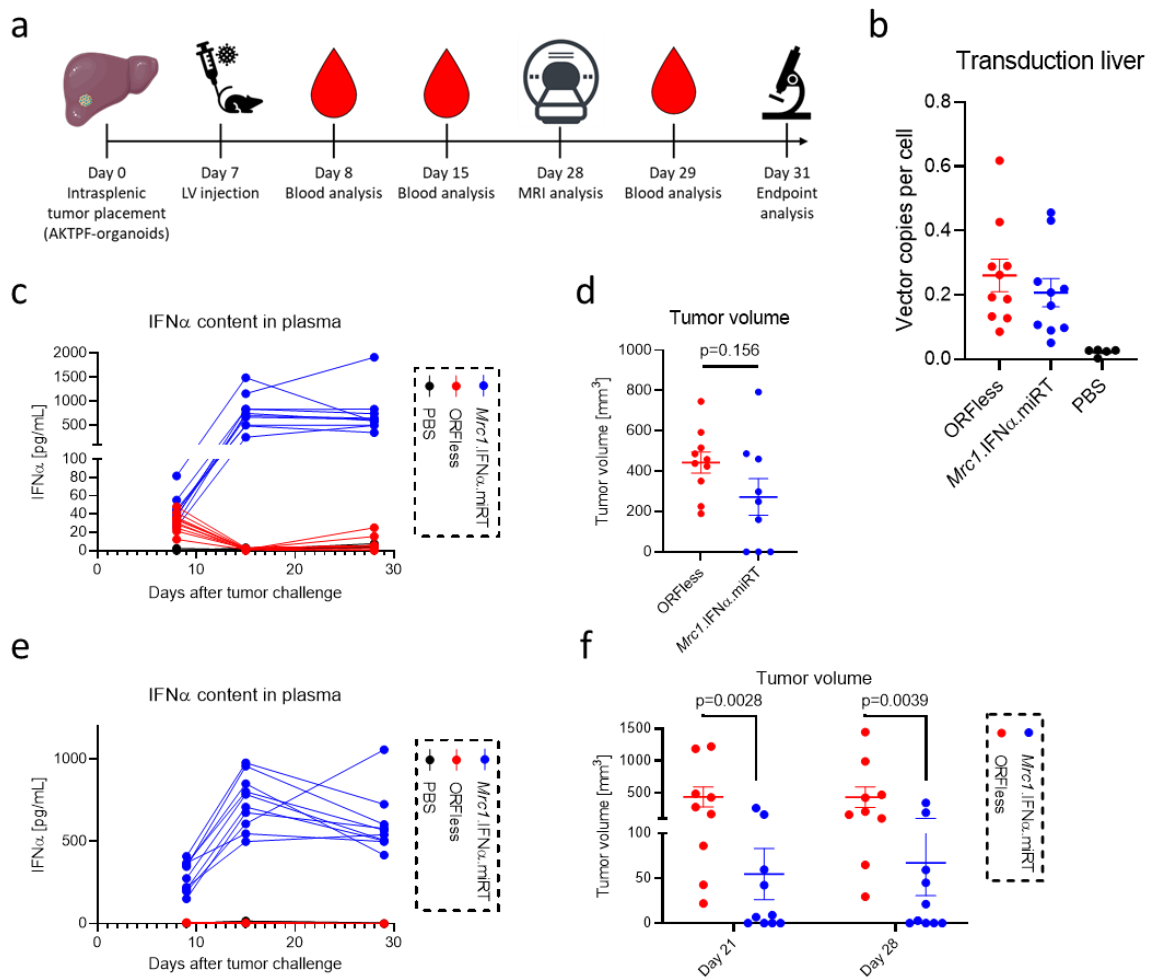 a
Day 0
Intrasplenic
tumor placement
(AKTPF-organoids)
Day 7
LV injection
Day 8
Blood analysis
Day 15
Blood analysis
Day 28
MRI analysis
Day 29
Blood analysis
Day 31
Endpoint
analysis
b
Transduction liver
Vector copies per cell
0.8
0.6
0.4
0.2
0.0
ORFless
Mrc1.IFNα.miRT
PBS
c
IFNα content in plasma
IFNα [pg/mL]
2000
1500
1000
500
100
80
60
40
20
0
0 10 20 30
Days after tumor challenge
PBS
ORFless
Mrc1.IFNα.miRT
d
Tumor volume
p=0.156
Tumor volume [mm³]
1000
800
600
400
200
0
ORFless
Mrc1.IFNα.miRT
e
IFNα content in plasma
IFNα [pg/mL]
1000
500
0
0 10 20 30
Days after tumor challenge
PBS
ORFless
Mrc1.IFNα.miRT
f
Tumor volume
p=0.0028 p=0.0039
Tumor volume [mm³]
1500
1000
500
100
50
0
Day 21
Day 28
ORFless
Mrc1.IFNα.miRT